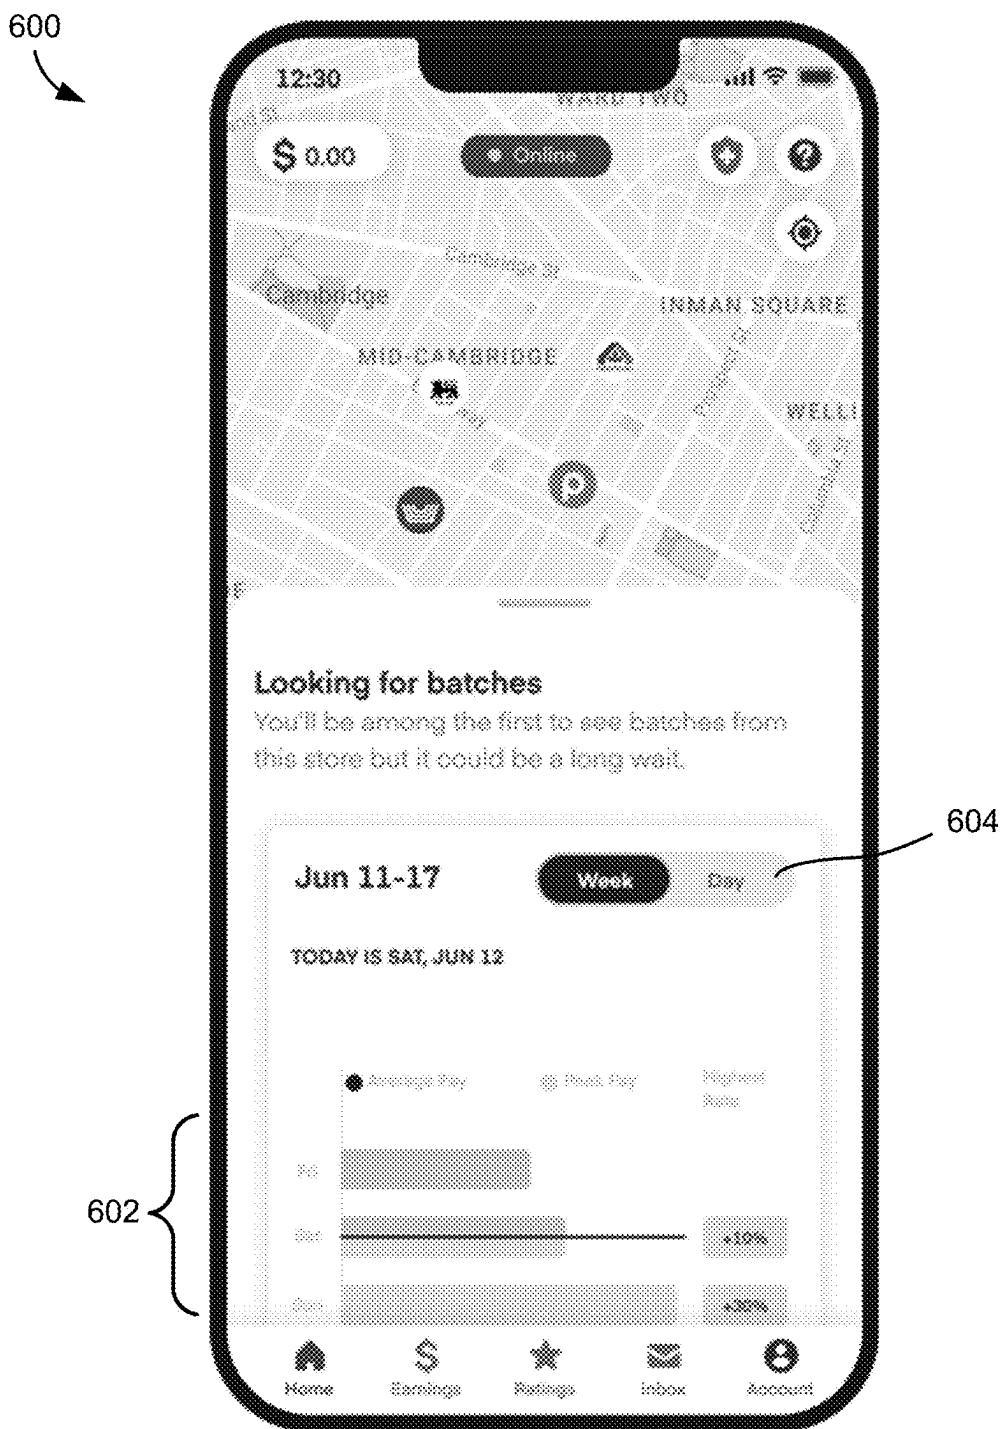 600
12:30
WARD TWO
$ 0.00
Online
Cambridge St
Cambridge
INMAN SQUARE
MID-CAMBRIDGE
WELLI
Looking for batches
You'll be among the first to see batches from
this store but it could be a long wait.
604
Jun 11-17
Week
Day
TODAY IS SAT, JUN 12
Average Pay
Peak Pay
Highest
Rate
Fri
602
Sat
+10%
Sun
+30%
Home
Earnings
Ratings
Inbox
Account